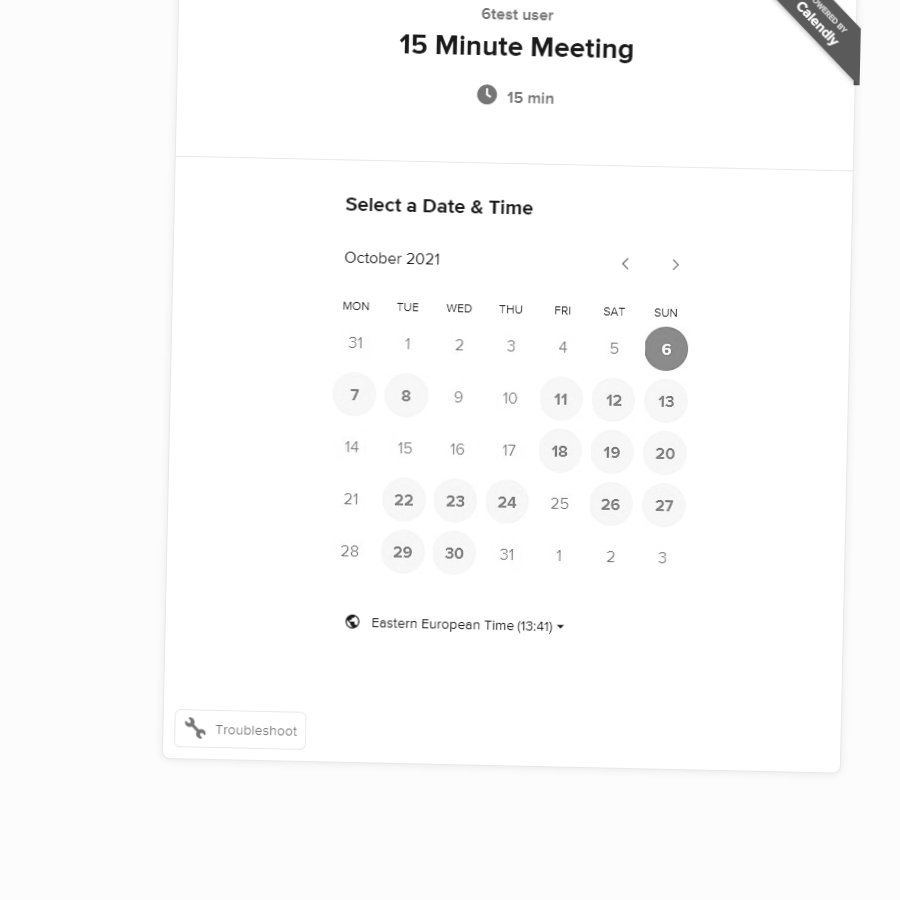 6test user
15 Minute Meeting
15 min
POWERED BY
Calendly
Select a Date & Time
October 2021
MON TUE WED THU FRI SAT SUN
31 1 2 3 4 5 6
7 8 9 10 11 12 13
14 15 16 17 18 19 20
21 22 23 24 25 26 27
28 29 30 31 1 2 3
Eastern European Time (13:41)
Troubleshoot